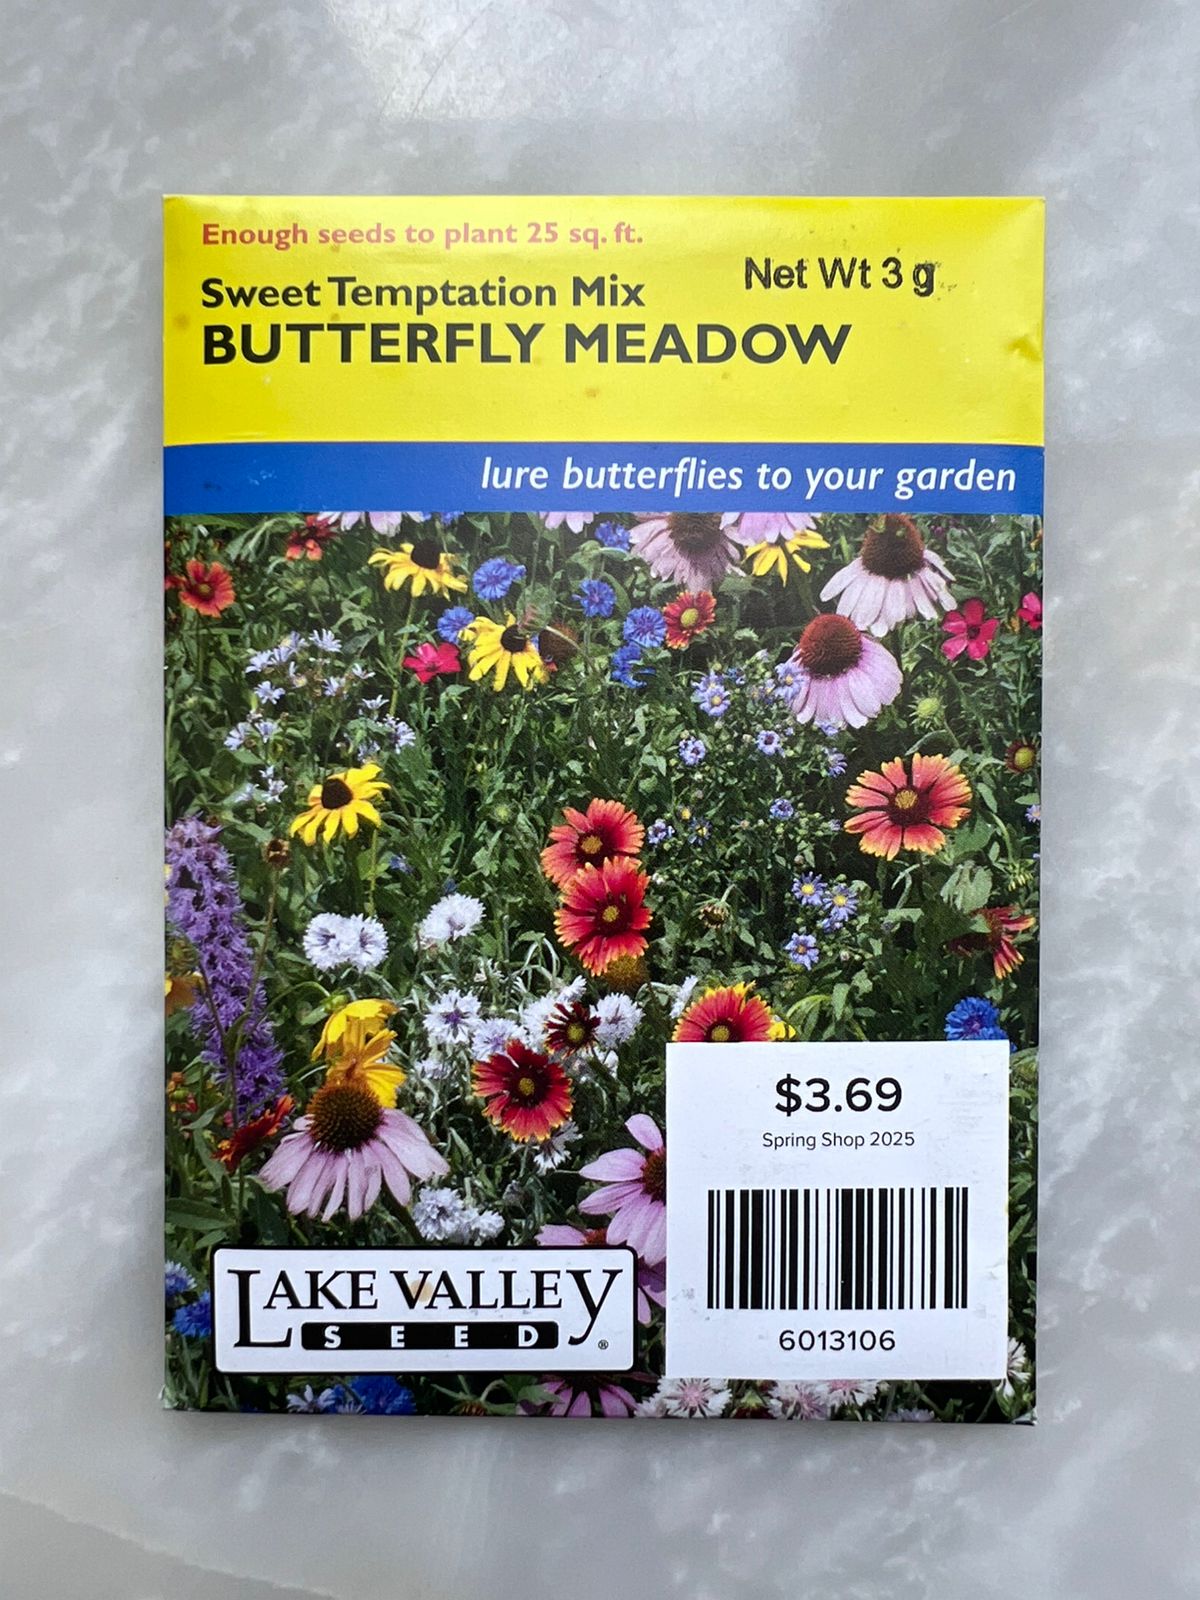 Enough seeds to plant 25 sq. ft.
Net Wt 3 g
Sweet Temptation Mix
BUTTERFLY MEADOW
lure butterflies to your garden
$3.69
Spring Shop 2025
6013106
LAKE VALLEY
SEED®